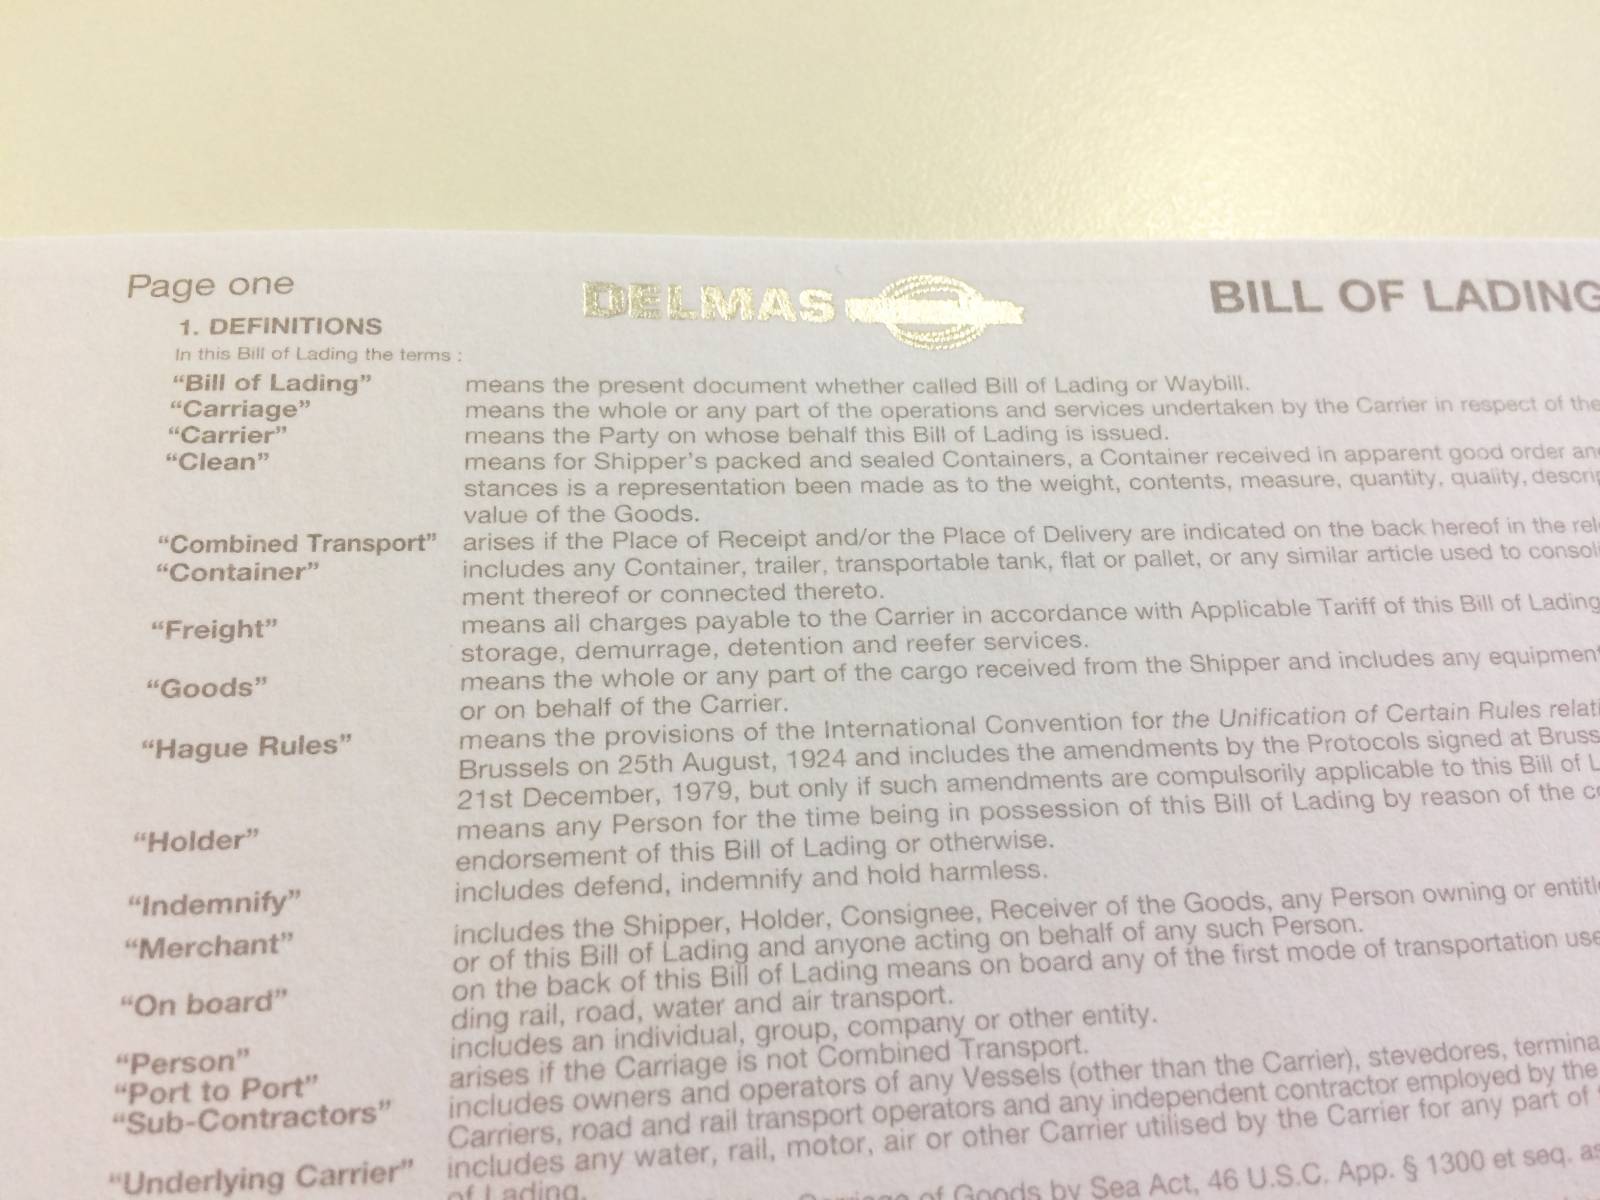 Page one
DELMAS
BILL OF LADING
1. DEFINITIONS
In this Bill of Lading the terms :
“Bill of Lading” means the present document whether called Bill of Lading or Waybill.
“Carriage” means the whole or any part of the operations and services undertaken by the Carrier in respect of the
“Carrier” means the Party on whose behalf this Bill of Lading is issued.
“Clean” means for Shipper’s packed and sealed Containers, a Container received in apparent good order an
stances is a representation been made as to the weight, contents, measure, quantity, quality, descrip
value of the Goods.
“Combined Transport” arises if the Place of Receipt and/or the Place of Delivery are indicated on the back hereof in the rel
“Container” includes any Container, trailer, transportable tank, flat or pallet, or any similar article used to consoli
ment thereof or connected thereto.
“Freight” means all charges payable to the Carrier in accordance with Applicable Tariff of this Bill of Lading
storage, demurrage, detention and reefer services.
“Goods” means the whole or any part of the cargo received from the Shipper and includes any equipment
or on behalf of the Carrier.
“Hague Rules” means the provisions of the International Convention for the Unification of Certain Rules relati
Brussels on 25th August, 1924 and includes the amendments by the Protocols signed at Bruss
21st December, 1979, but only if such amendments are compulsorily applicable to this Bill of L
“Holder” means any Person for the time being in possession of this Bill of Lading by reason of the co
endorsement of this Bill of Lading or otherwise.
“Indemnify” includes defend, indemnify and hold harmless.
“Merchant” includes the Shipper, Holder, Consignee, Receiver of the Goods, any Person owning or entitle
or of this Bill of Lading and anyone acting on behalf of any such Person.
“On board” on the back of this Bill of Lading means on board any of the first mode of transportation use
ding rail, road, water and air transport.
“Person” includes an individual, group, company or other entity.
“Port to Port” arises if the Carriage is not Combined Transport.
“Sub-Contractors” includes owners and operators of any Vessels (other than the Carrier), stevedores, termina
Carriers, road and rail transport operators and any independent contractor employed by the
“Underlying Carrier” includes any water, rail, motor, air or other Carrier utilised by the Carrier for any part of
of Lading.
of Goods by Sea Act, 46 U.S.C. App. § 1300 et seq. as